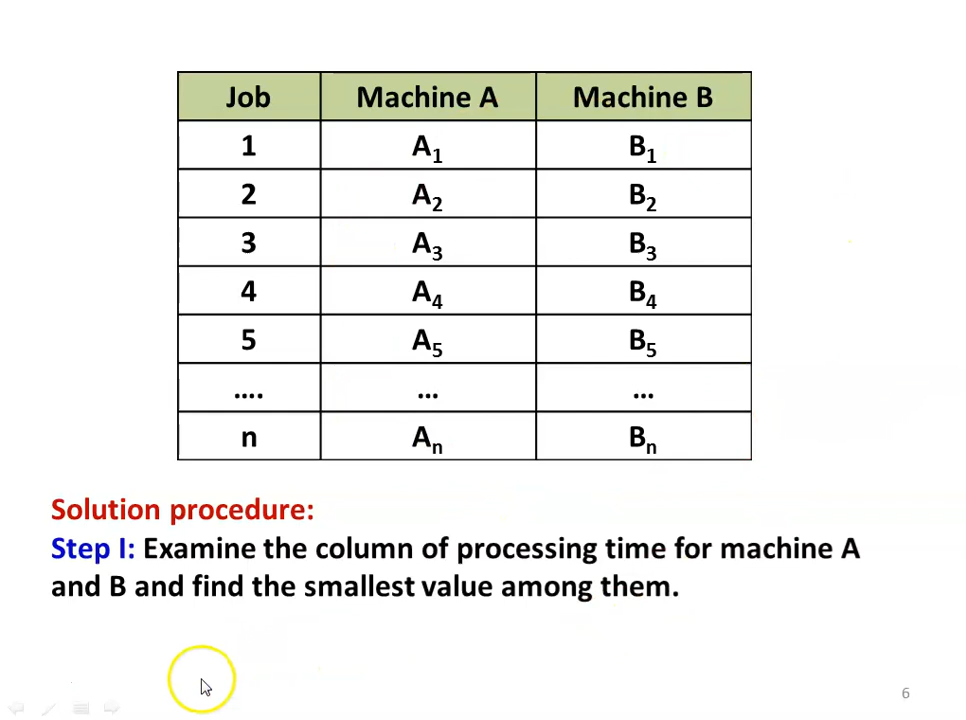 Job Machine A Machine B
1 A₁ B₁
2 A₂ B₂
3 A₃ B₃
4 A₄ B₄
5 A₅ B₅
…. … …
n Aₙ Bₙ
Solution procedure:
Step I: Examine the column of processing time for machine A
and B and find the smallest value among them.
6